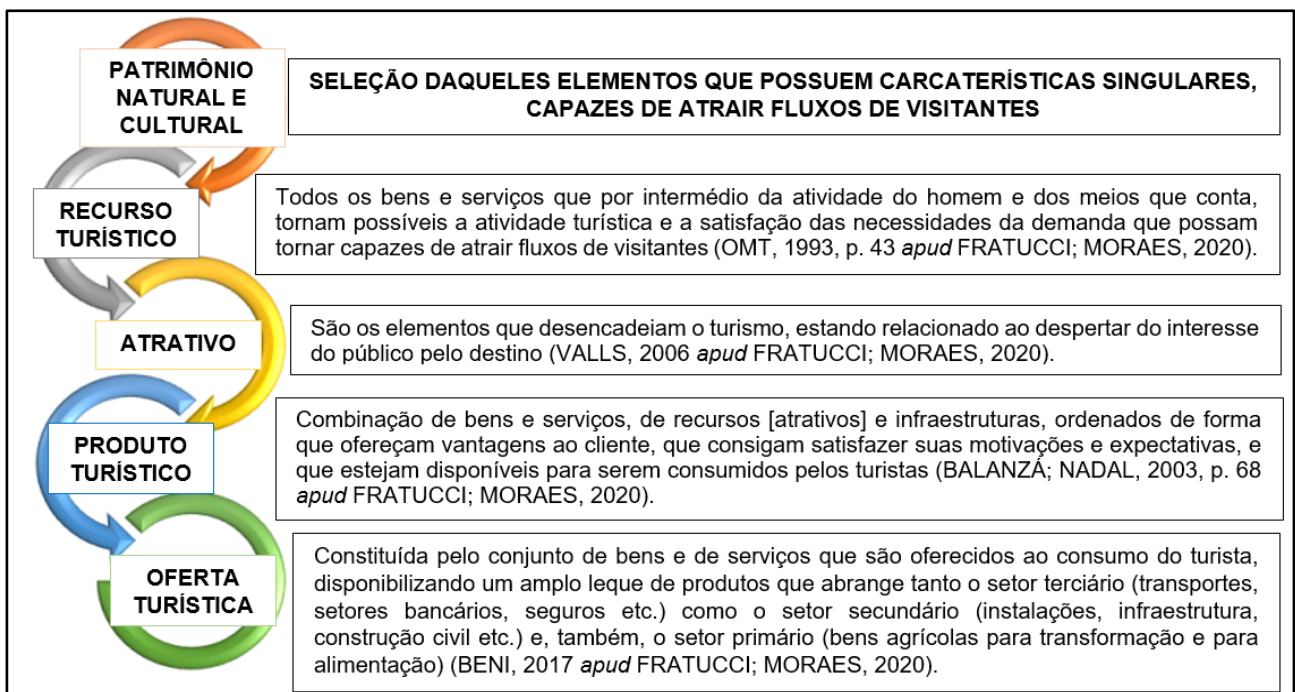 PATRIMÔNIO
NATURAL E
CULTURAL
SELEÇÃO DAQUELES ELEMENTOS QUE POSSUEM CARCATERÍSTICAS SINGULARES,
CAPAZES DE ATRAIR FLUXOS DE VISITANTES
RECURSO
TURÍSTICO
Todos os bens e serviços que por intermédio da atividade do homem e dos meios que conta,
tornam possíveis a atividade turística e a satisfação das necessidades da demanda que possam
tornar capazes de atrair fluxos de visitantes (OMT, 1993, p. 43 apud FRATUCCI; MORAES, 2020).
ATRATIVO
São os elementos que desencadeiam o turismo, estando relacionado ao despertar do interesse
do público pelo destino (VALLS, 2006 apud FRATUCCI; MORAES, 2020).
PRODUTO
TURÍSTICO
Combinação de bens e serviços, de recursos [atrativos] e infraestruturas, ordenados de forma
que ofereçam vantagens ao cliente, que consigam satisfazer suas motivações e expectativas, e
que estejam disponíveis para serem consumidos pelos turistas (BALANZÁ; NADAL, 2003, p. 68
apud FRATUCCI; MORAES, 2020).
OFERTA
TURÍSTICA
Constituída pelo conjunto de bens e de serviços que são oferecidos ao consumo do turista,
disponibilizando um amplo leque de produtos que abrange tanto o setor terciário (transportes,
setores bancários, seguros etc.) como o setor secundário (instalações, infraestrutura,
construção civil etc.) e, também, o setor primário (bens agrícolas para transformação e para
alimentação) (BENI, 2017 apud FRATUCCI; MORAES, 2020).